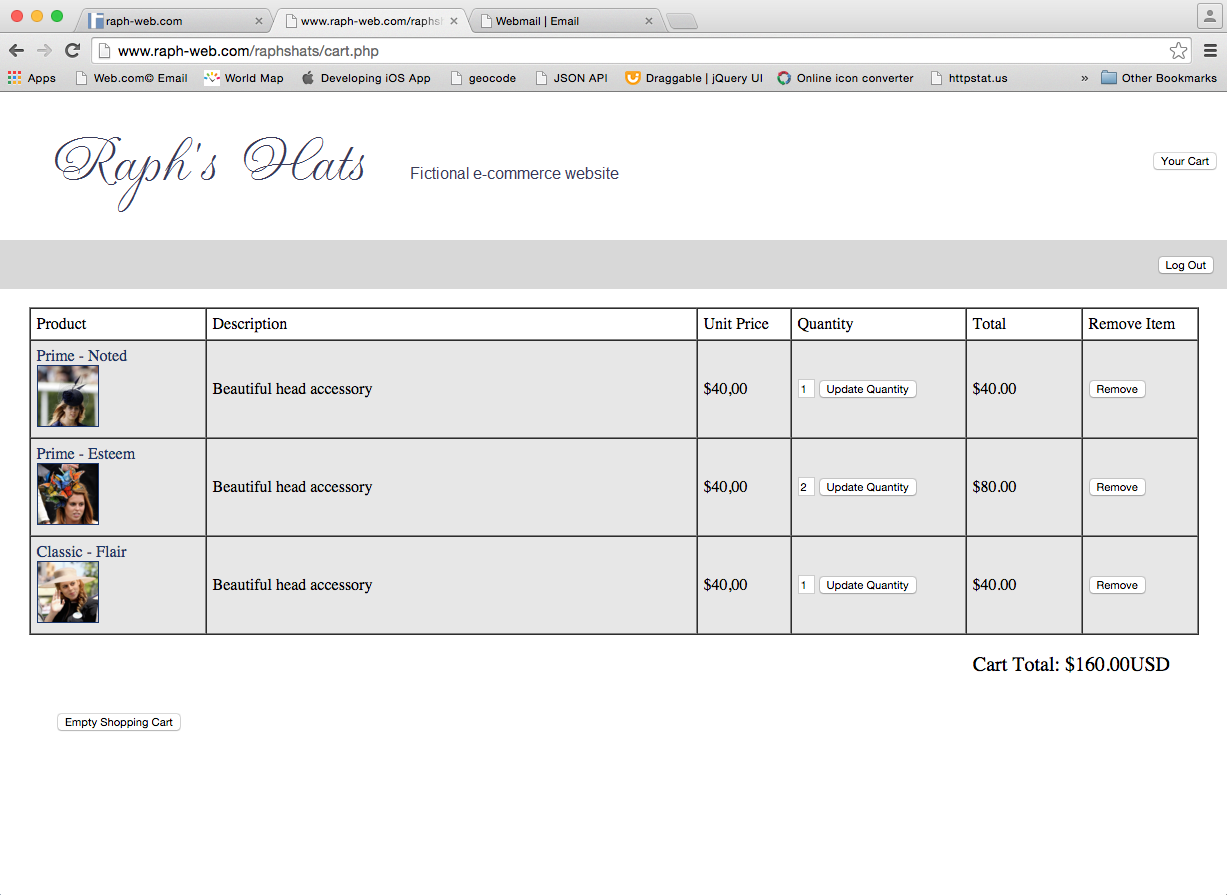 raph-web.com
www.raph-web.com/raphsh
Webmail | Email
www.raph-web.com/raphshats/cart.php
Apps Web.com© Email World Map Developing iOS App geocode JSON API Draggable | jQuery UI Online icon converter httpstat.us » Other Bookmarks
Raph's Hats
Fictional e-commerce website
Your Cart
Log Out
Product Description Unit Price Quantity Total Remove Item
Prime - Noted
Beautiful head accessory $40,00 1 Update Quantity $40.00 Remove
Prime - Esteem
Beautiful head accessory $40,00 2 Update Quantity $80.00 Remove
Classic - Flair
Beautiful head accessory $40,00 1 Update Quantity $40.00 Remove
Cart Total: $160.00USD
Empty Shopping Cart